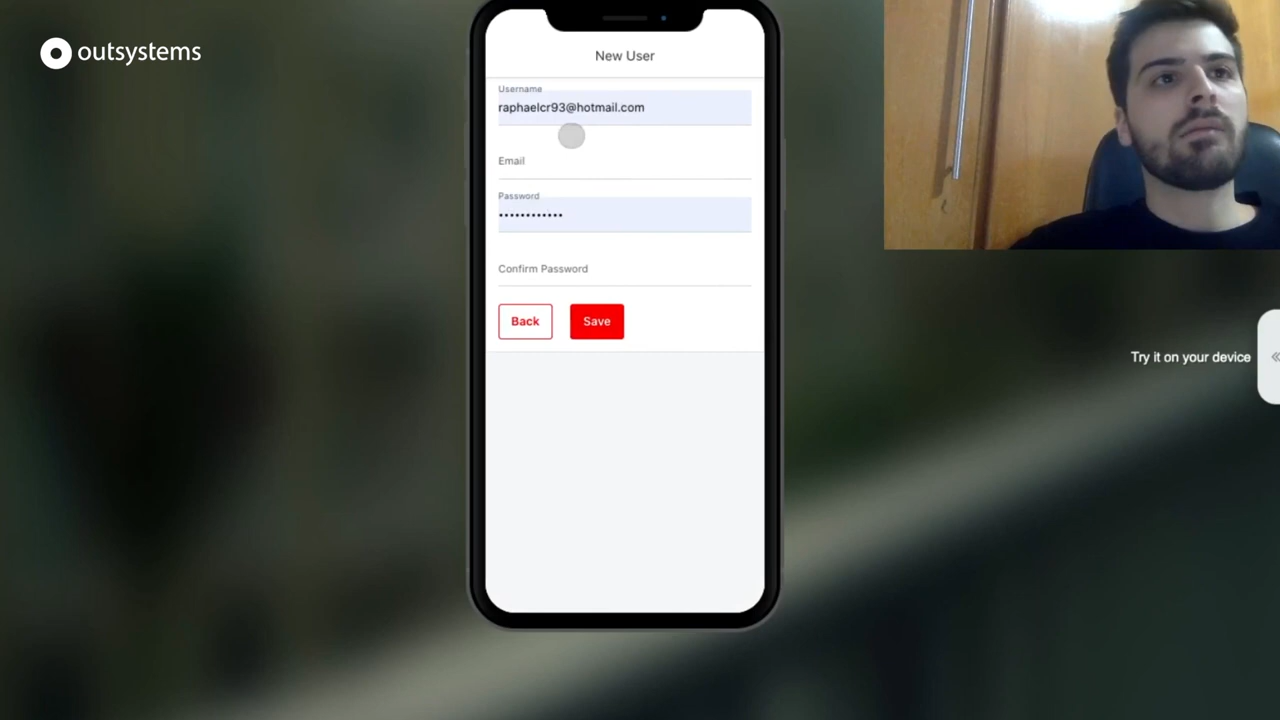 outsystems
New User
Username
raphaelcr93@hotmail.com
Email
Password
••••••••••••
Confirm Password
Back
Save
Try it on your device